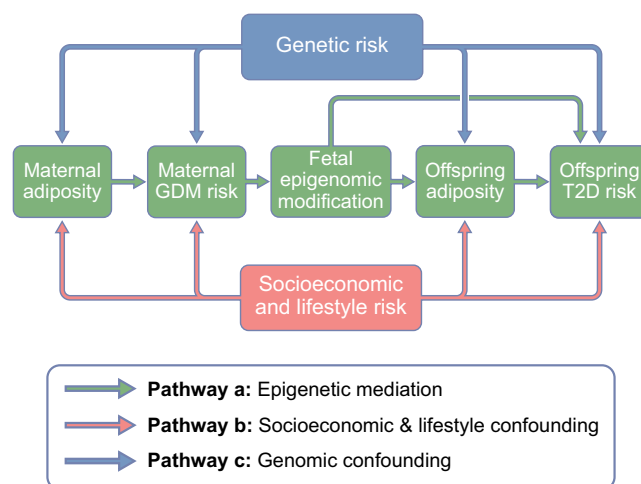 Genetic risk
Maternal
adiposity
Maternal
GDM risk
Fetal
epigenomic
modification
Offspring
adiposity
Offspring
T2D risk
Socioeconomic
and lifestyle risk
Pathway a: Epigenetic mediation
Pathway b: Socioeconomic & lifestyle confounding
Pathway c: Genomic confounding